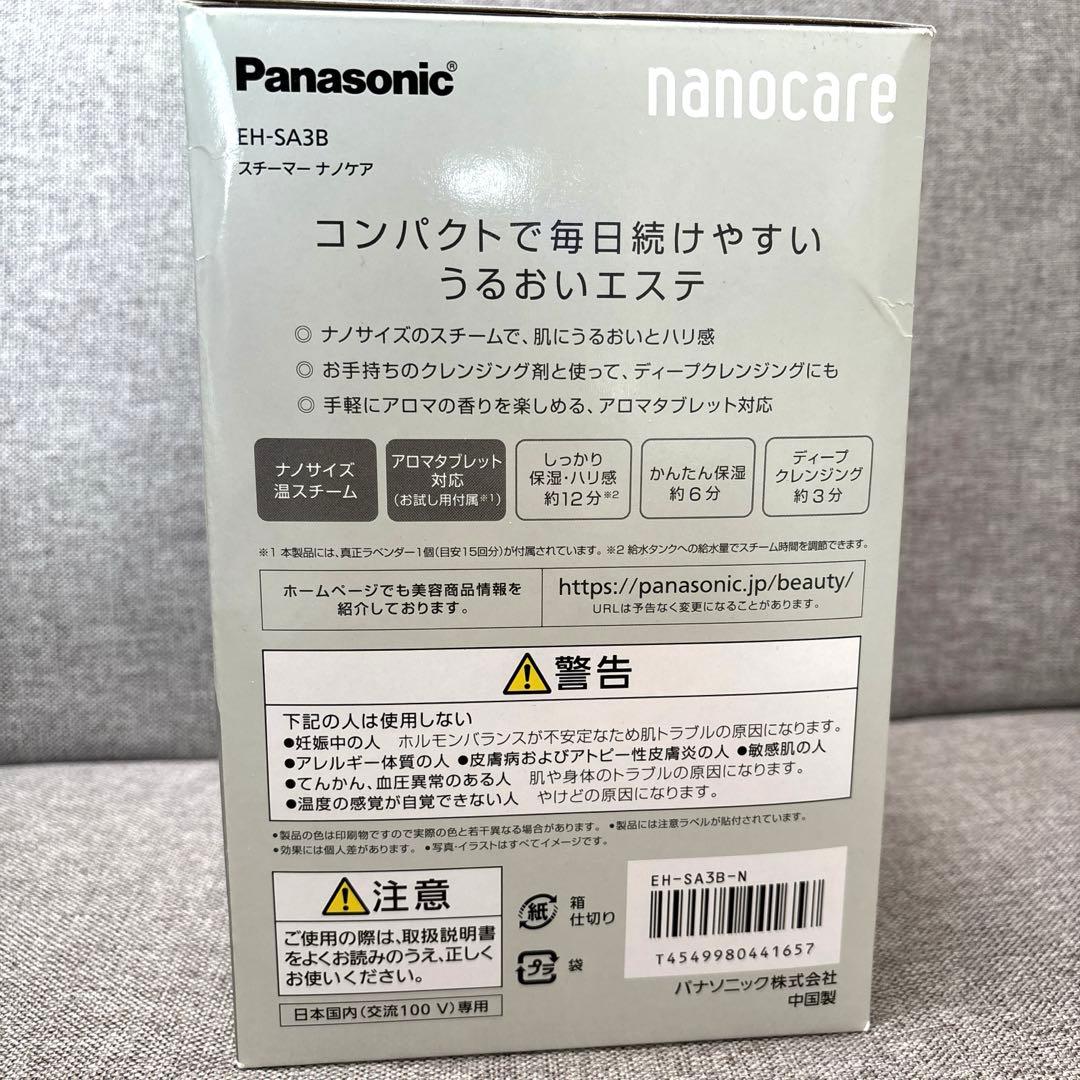 Panasonic®
nanocare
EH-SA3B
スチーマー ナノケア
コンパクトで毎日続けやすい
うるおいエステ
◎ ナノサイズのスチームで、肌にうるおいとハリ感
◎ お手持ちのクレンジング剤と使って、ディープクレンジングにも
◎ 手軽にアロマの香りを楽しめる、アロマタブレット対応
ナノサイズ
温スチーム
アロマタブレット
対応
(お試し用付属※1)
しっかり
保湿・ハリ感
約12分※2
かんたん保湿
約6分
ディープ
クレンジング
約3分
※1 本製品には、真正ラベンダー1個(目安15回分)が付属されています。 ※2 給水タンクへの給水量でスチーム時間を調節できます。
ホームページでも美容商品情報を
紹介しております。
https://panasonic.jp/beauty/
URLは予告なく変更になることがあります。
警告
下記の人は使用しない
●妊娠中の人 ホルモンバランスが不安定なため肌トラブルの原因になります。
●アレルギー体質の人 ●皮膚病およびアトピー性皮膚炎の人 ●敏感肌の人
●てんかん、血圧異常のある人 肌や身体のトラブルの原因になります。
●温度の感覚が自覚できない人 やけどの原因になります。
●製品の色は印刷物ですので実際の色と若干異なる場合があります。 ●製品には注意ラベルが貼付されています。
●効果には個人差があります。 ●写真・イラストはすべてイメージです。
注意
ご使用の際は、取扱説明書
をよくお読みのうえ、正しく
お使いください。
日本国内(交流100 V)専用
紙
箱
仕切り
プラ
袋
EH-SA3B-N
T4549980441657
パナソニック株式会社
中国製